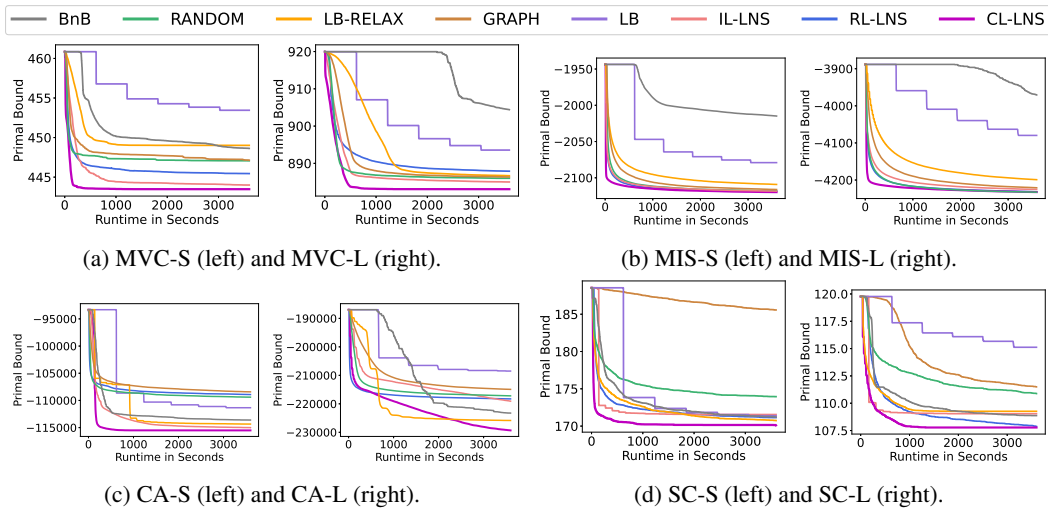 BnB RANDOM LB-RELAX GRAPH LB IL-LNS RL-LNS CL-LNS
Primal Bound
460
455
450
445
0 1000 2000 3000
Runtime in Seconds
Primal Bound
920
910
900
890
0 1000 2000 3000
Runtime in Seconds
(a) MVC-S (left) and MVC-L (right).
Primal Bound
−1950
−2000
−2050
−2100
0 1000 2000 3000
Runtime in Seconds
Primal Bound
−3900
−4000
−4100
−4200
0 1000 2000 3000
Runtime in Seconds
(b) MIS-S (left) and MIS-L (right).
Primal Bound
−95000
−100000
−105000
−110000
−115000
0 1000 2000 3000
Runtime in Seconds
Primal Bound
−190000
−200000
−210000
−220000
−230000
0 1000 2000 3000
Runtime in Seconds
(c) CA-S (left) and CA-L (right).
Primal Bound
185
180
175
170
0 1000 2000 3000
Runtime in Seconds
Primal Bound
120.0
117.5
115.0
112.5
110.0
107.5
0 1000 2000 3000
Runtime in Seconds
(d) SC-S (left) and SC-L (right).